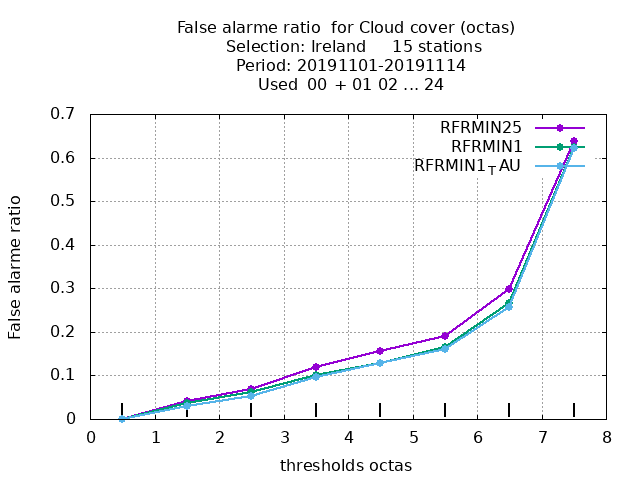 False alarme ratio  for Cloud cover (octas)
Selection: Ireland     15 stations
Period: 20191101-20191114
Used  00  + 01 02 ... 24
0.7
0.6
0.5
0.4
0.3
0.2
0.1
0
False alarme ratio
RFRMIN25
RFRMIN1
RFRMIN1TAU
0 1 2 3 4 5 6 7 8
thresholds octas